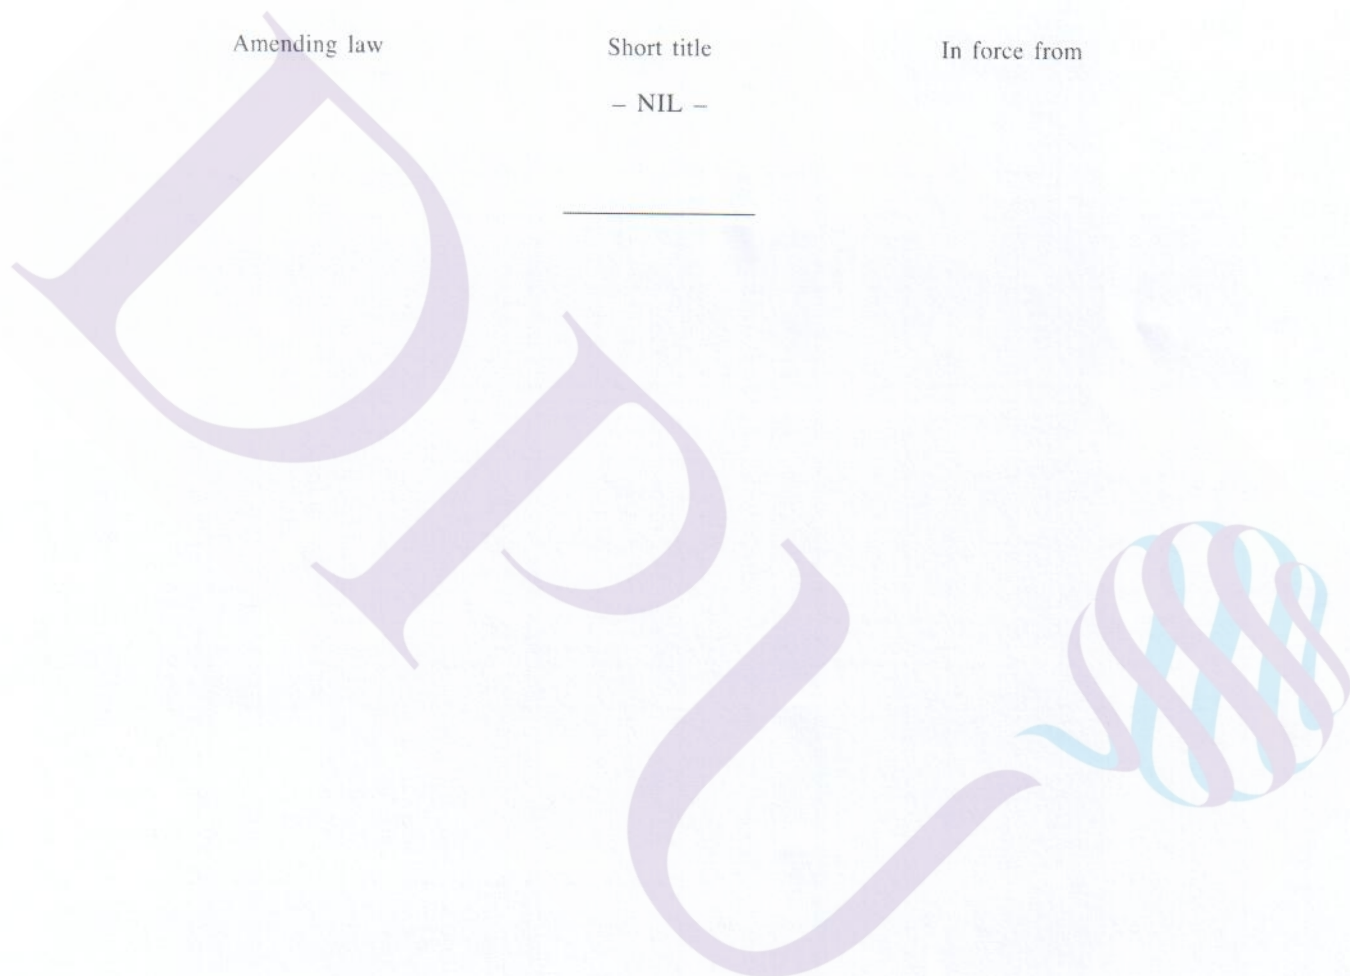 Amending law Short title In force from
– NIL –
DPU